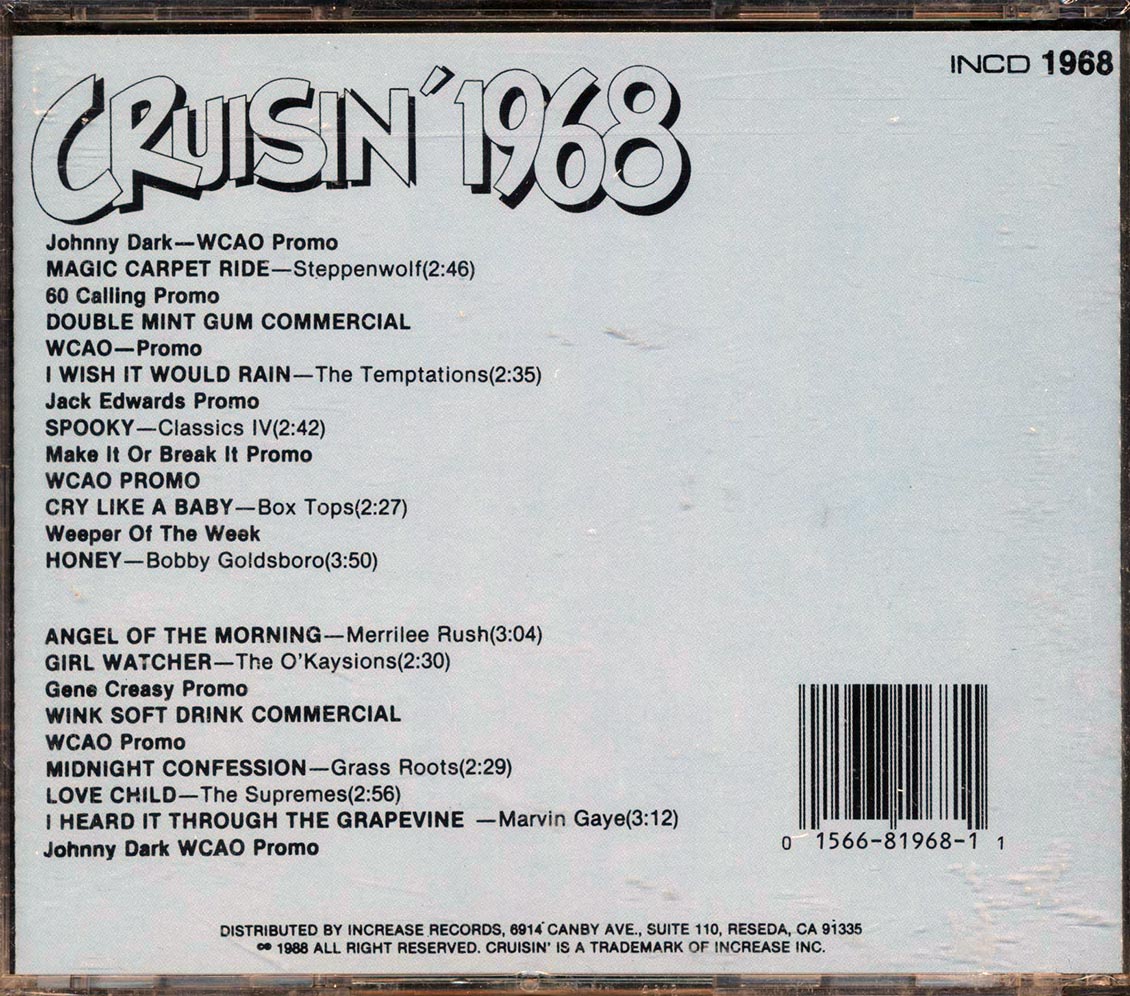 INCD 1968
CRUISIN' 1968
Johnny Dark—WCAO Promo
MAGIC CARPET RIDE—Steppenwolf(2:46)
60 Calling Promo
DOUBLE MINT GUM COMMERCIAL
WCAO—Promo
I WISH IT WOULD RAIN—The Temptations(2:35)
Jack Edwards Promo
SPOOKY—Classics IV(2:42)
Make It Or Break It Promo
WCAO PROMO
CRY LIKE A BABY—Box Tops(2:27)
Weeper Of The Week
HONEY—Bobby Goldsboro(3:50)
ANGEL OF THE MORNING—Merrilee Rush(3:04)
GIRL WATCHER—The O'Kaysions(2:30)
Gene Creasy Promo
WINK SOFT DRINK COMMERCIAL
WCAO Promo
MIDNIGHT CONFESSION—Grass Roots(2:29)
LOVE CHILD—The Supremes(2:56)
I HEARD IT THROUGH THE GRAPEVINE —Marvin Gaye(3:12)
Johnny Dark WCAO Promo
0 1566-81968-1 1
DISTRIBUTED BY INCREASE RECORDS, 6914 CANBY AVE., SUITE 110, RESEDA, CA 91335
©℗ 1988 ALL RIGHT RESERVED. CRUISIN' IS A TRADEMARK OF INCREASE INC.